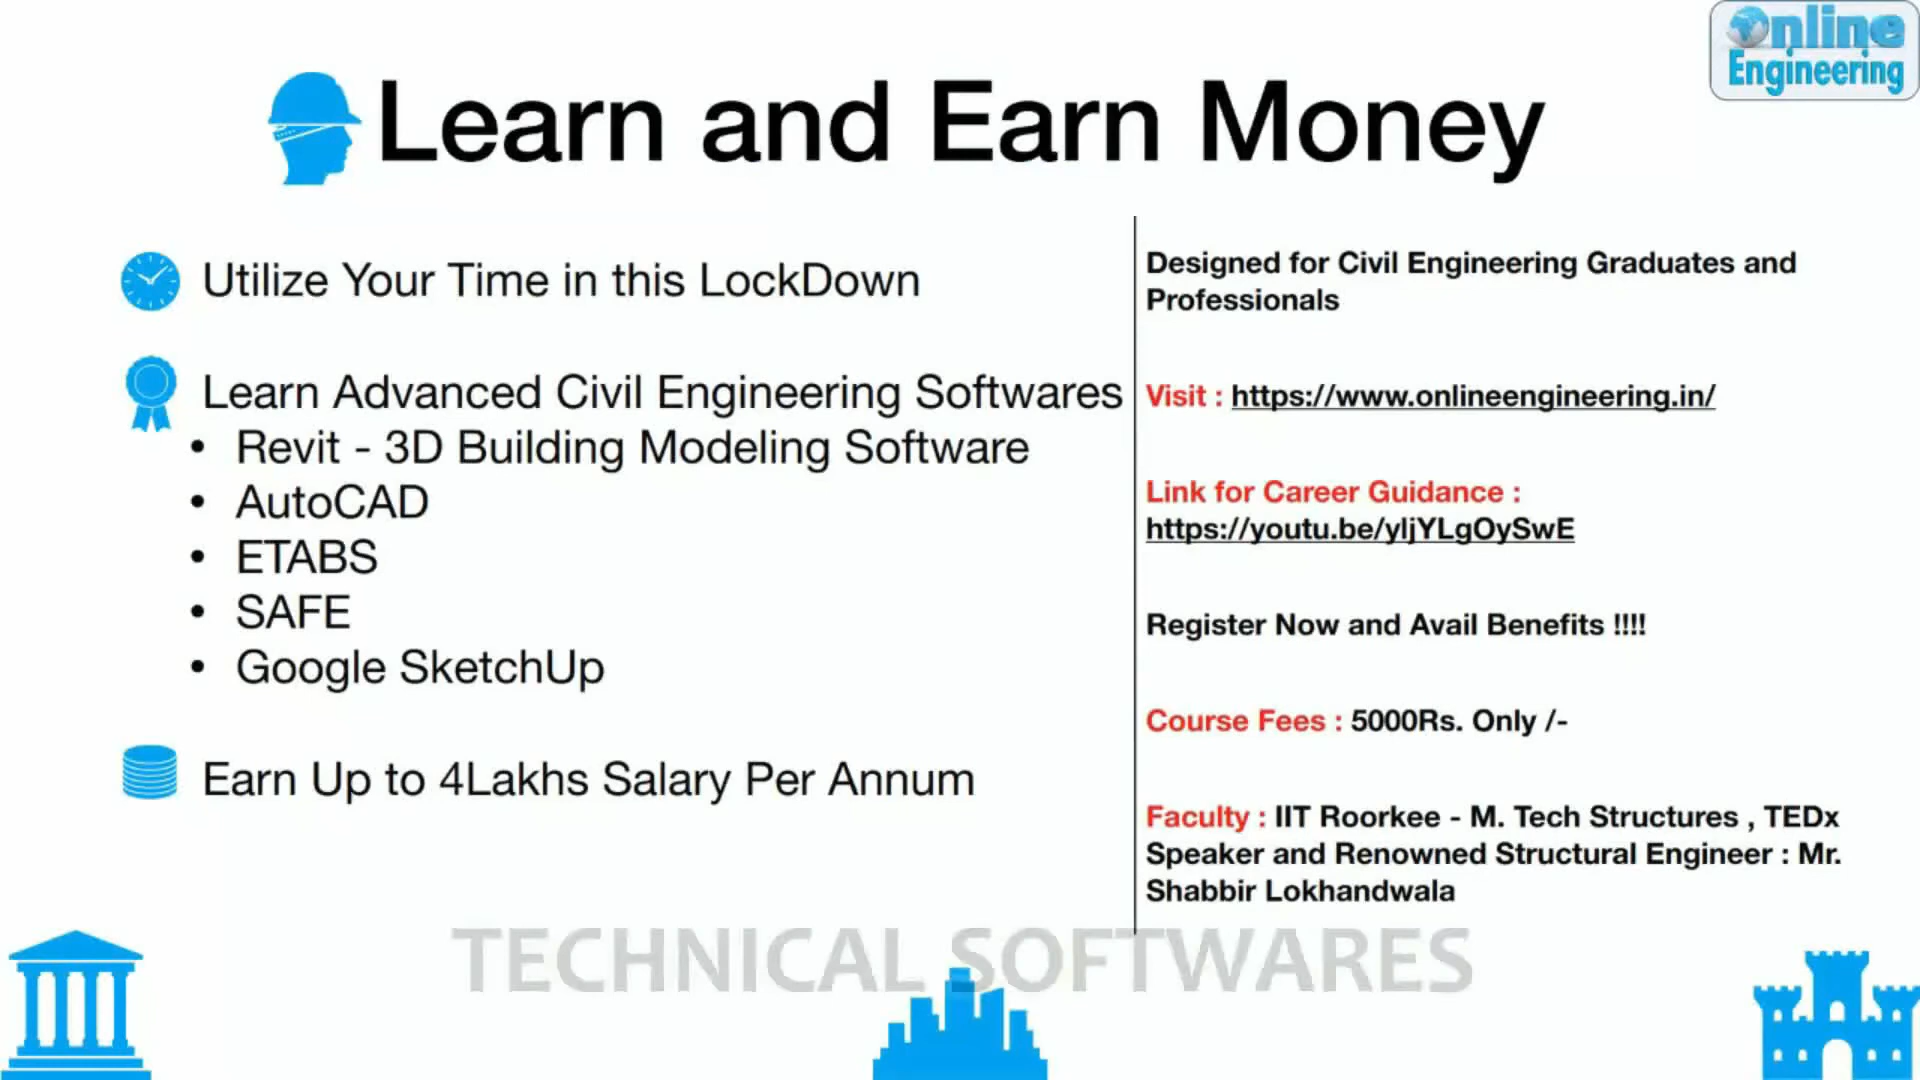 Online
Engineering
Learn and Earn Money
Utilize Your Time in this LockDown
Learn Advanced Civil Engineering Softwares
• Revit - 3D Building Modeling Software
• AutoCAD
• ETABS
• SAFE
• Google SketchUp
Earn Up to 4Lakhs Salary Per Annum
Designed for Civil Engineering Graduates and
Professionals
Visit : https://www.onlineengineering.in/
Link for Career Guidance :
https://youtu.be/yljYLgOySwE
Register Now and Avail Benefits !!!!
Course Fees : 5000Rs. Only /-
Faculty : IIT Roorkee - M. Tech Structures , TEDx
Speaker and Renowned Structural Engineer : Mr.
Shabbir Lokhandwala
TECHNICAL SOFTWARES